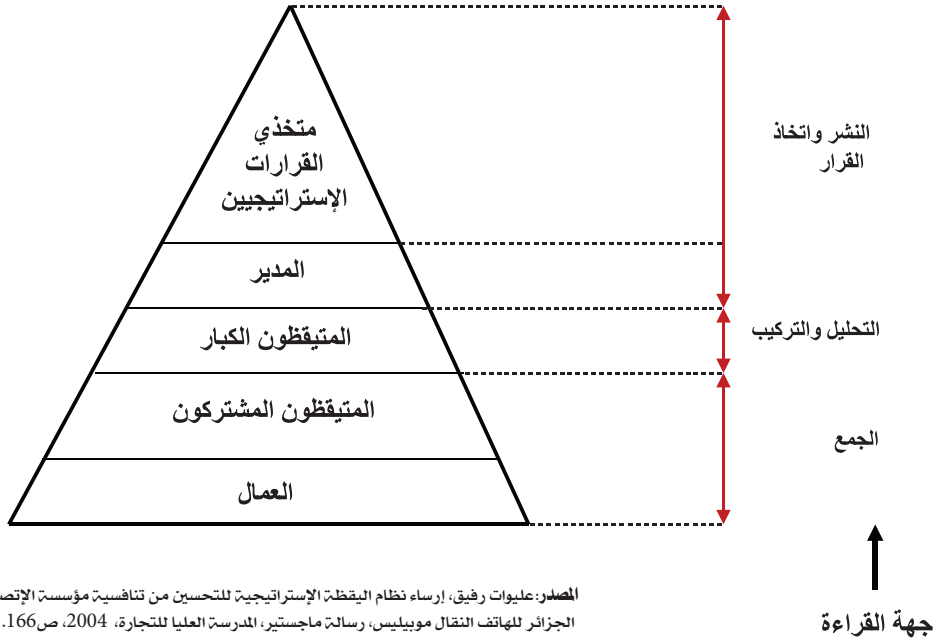 متخذي
القرارات
الإستراتيجيين
المدير
المتيقظون الكبار
المتيقظون المشتركون
العمال
النشر واتخاذ
القرار
التحليل والتركيب
الجمع
جهة القراءة
المصدر:عليوات رفيق، إرساء نظام اليقظة الإستراتيجية للتحسين من تنافسية مؤسسة
الجزائر للهاتف النقال موبيليس، رسالة ماجستير، المدرسة العليا للتجارة، 2004، ص166.